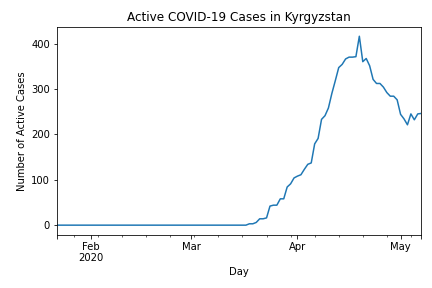 Active COVID-19 Cases in Kyrgyzstan
Number of Active Cases
400
300
200
100
0
Feb Mar Apr May
2020
Day